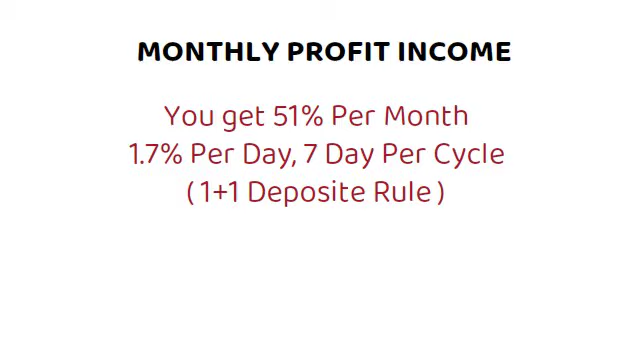 MONTHLY PROFIT INCOME
You get 51% Per Month
1.7% Per Day, 7 Day Per Cycle
( 1+1 Deposite Rule )